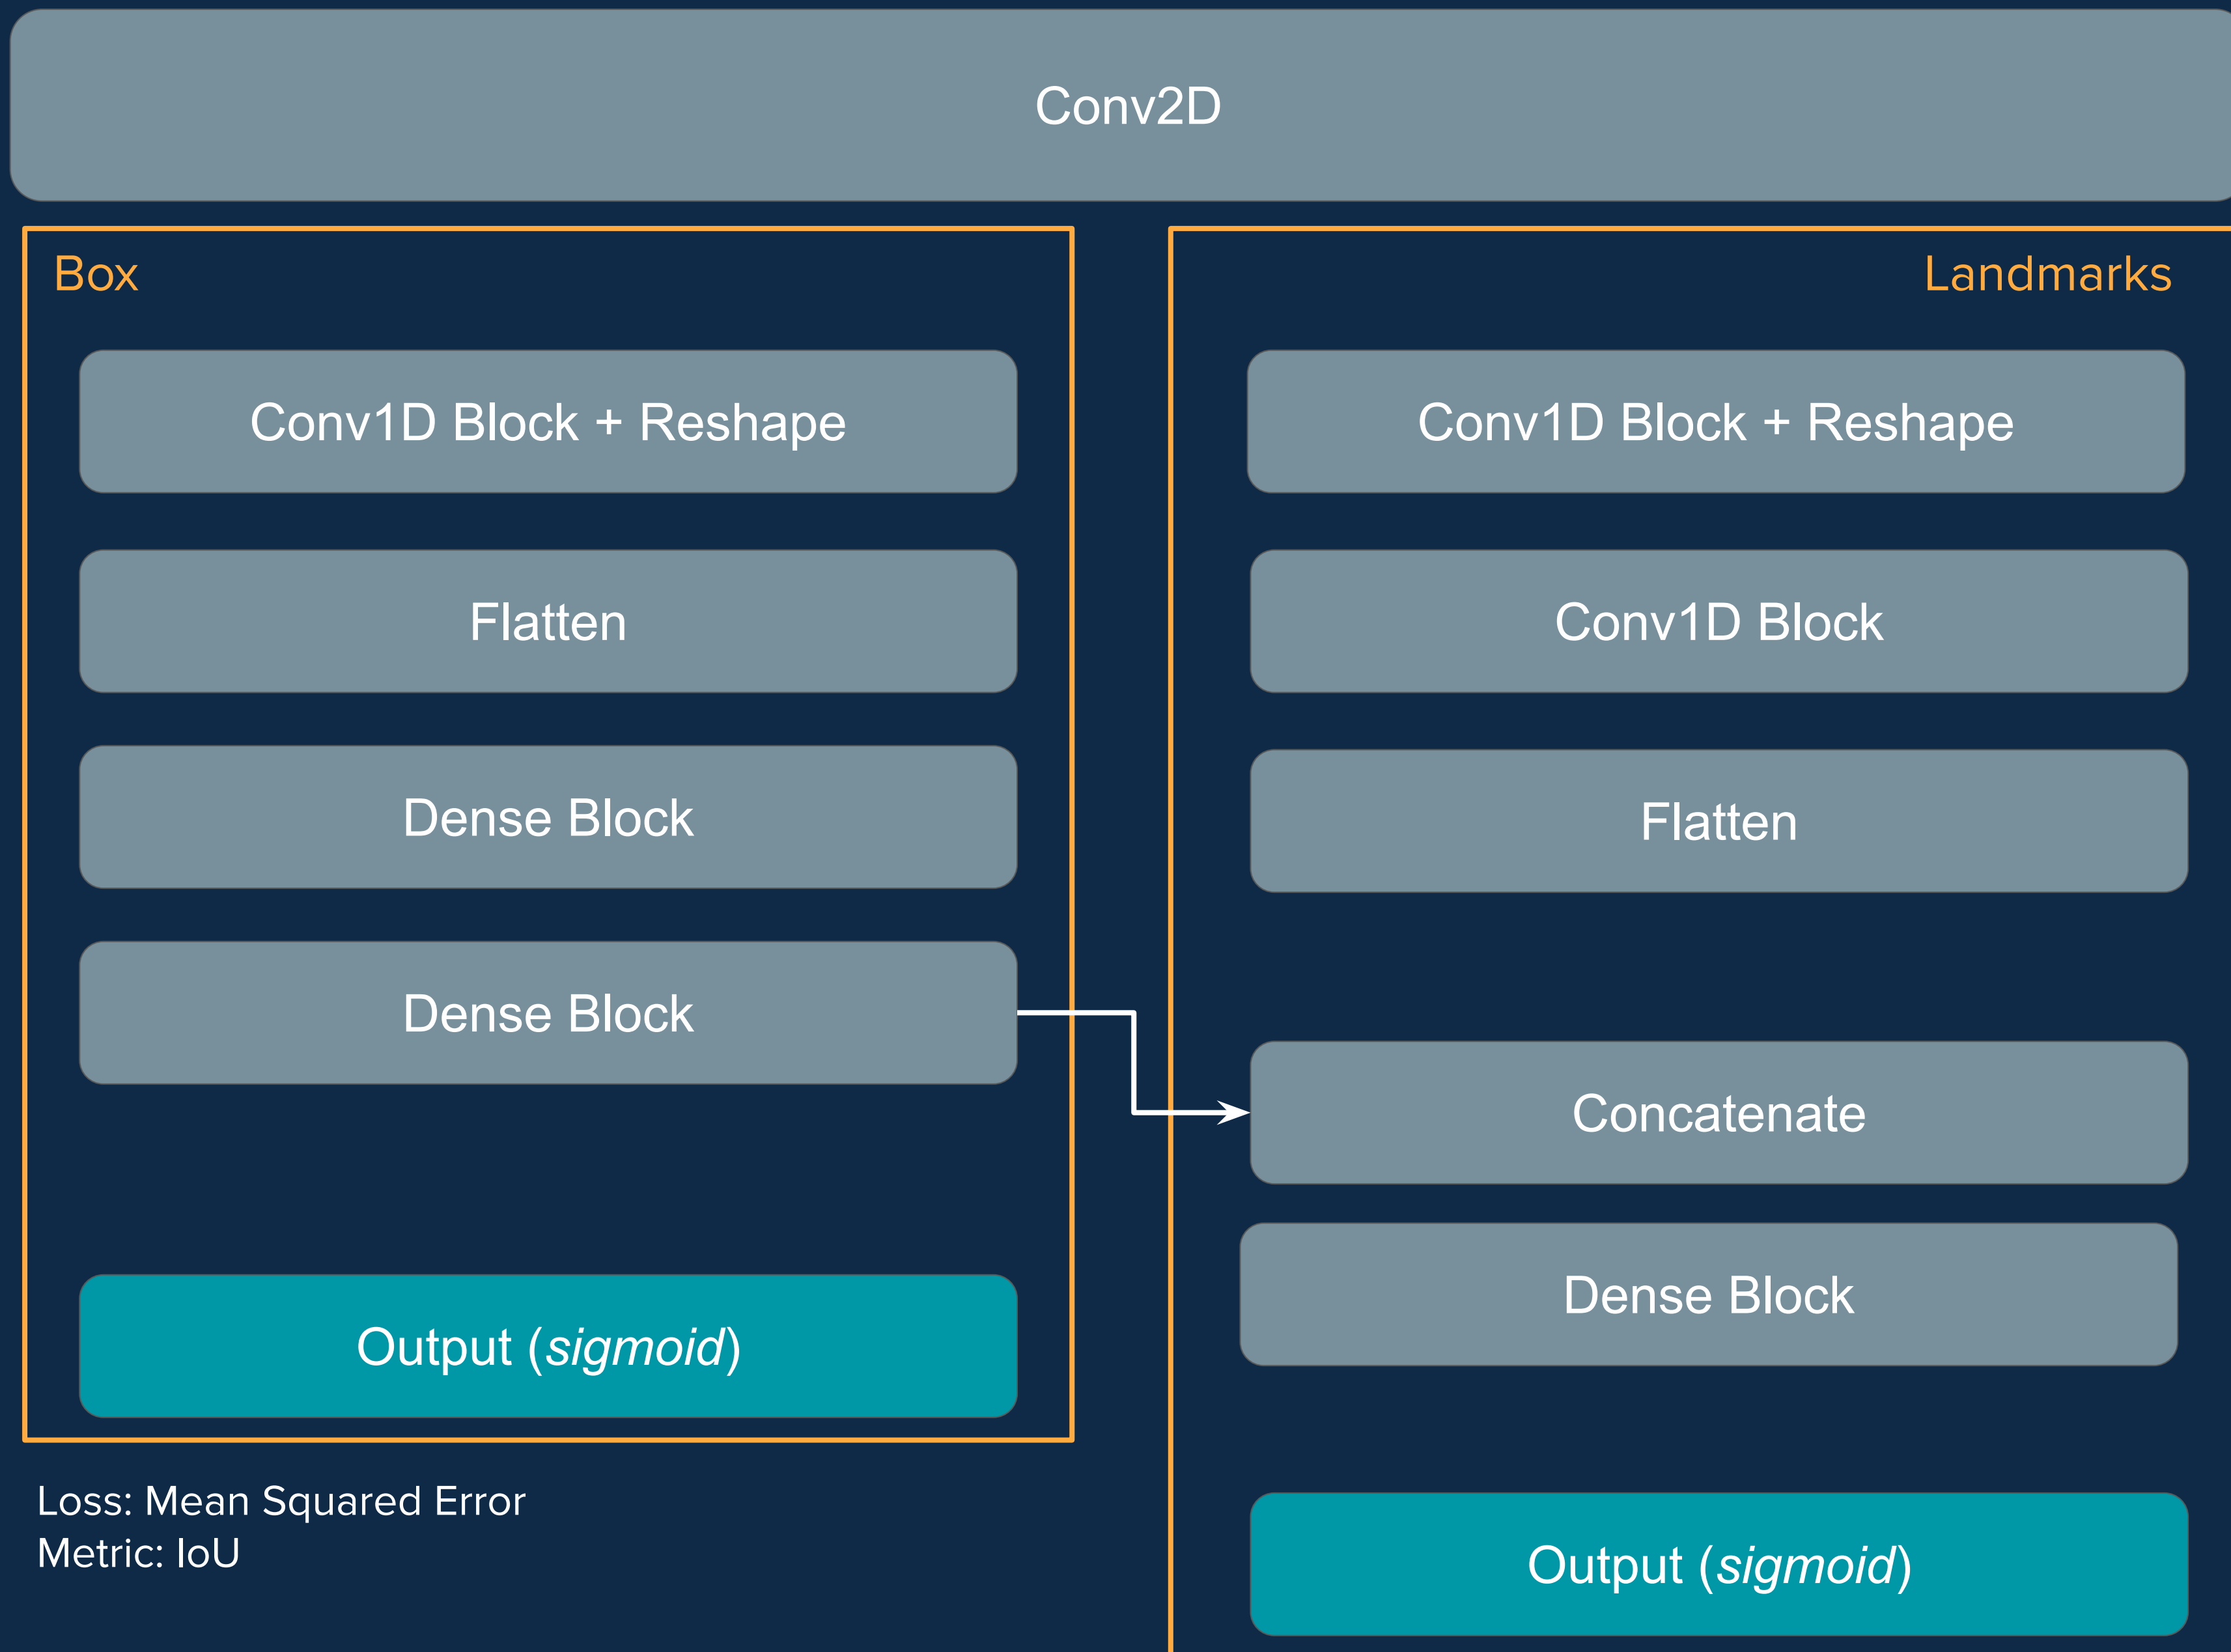 Conv2D
Box
Conv1D Block + Reshape
Flatten
Dense Block
Dense Block
Output (sigmoid)
Loss: Mean Squared Error
Metric: IoU
Landmarks
Conv1D Block + Reshape
Conv1D Block
Flatten
Concatenate
Dense Block
Output (sigmoid)